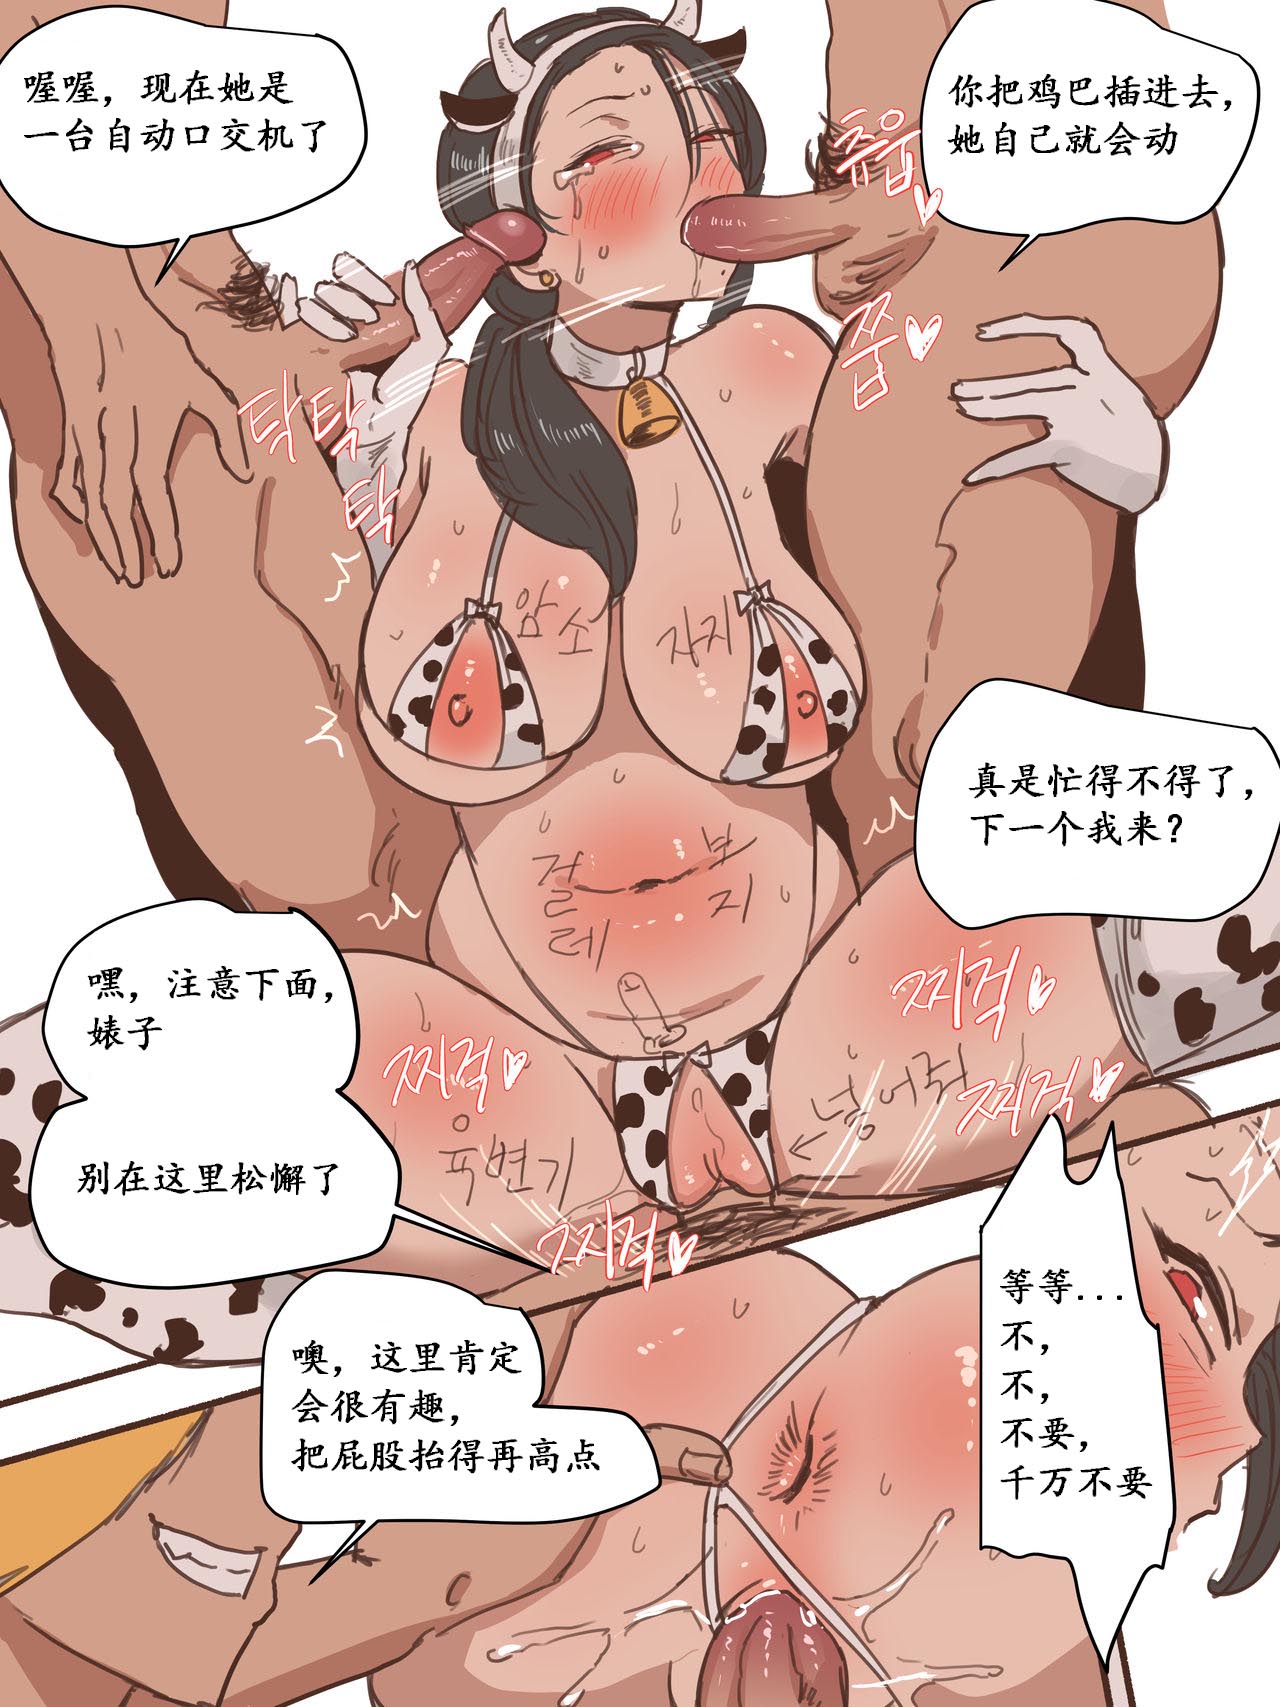 喔喔，现在她是
一台自动口交机了
你把鸡巴插进去，
她自己就会动
츄웁
쯉
탁탁
탁
암소
자지
真是忙得不得了，
下一个我来？
걸레
보지
嘿，注意下面，
婊子
别在这里松懈了
찌걱
찌걱
찌걱
찌걱
육변기
넣어줘
等等...
不，
不，
不要，
千万不要
噢，这里肯定
会很有趣，
把屁股抬得再高点